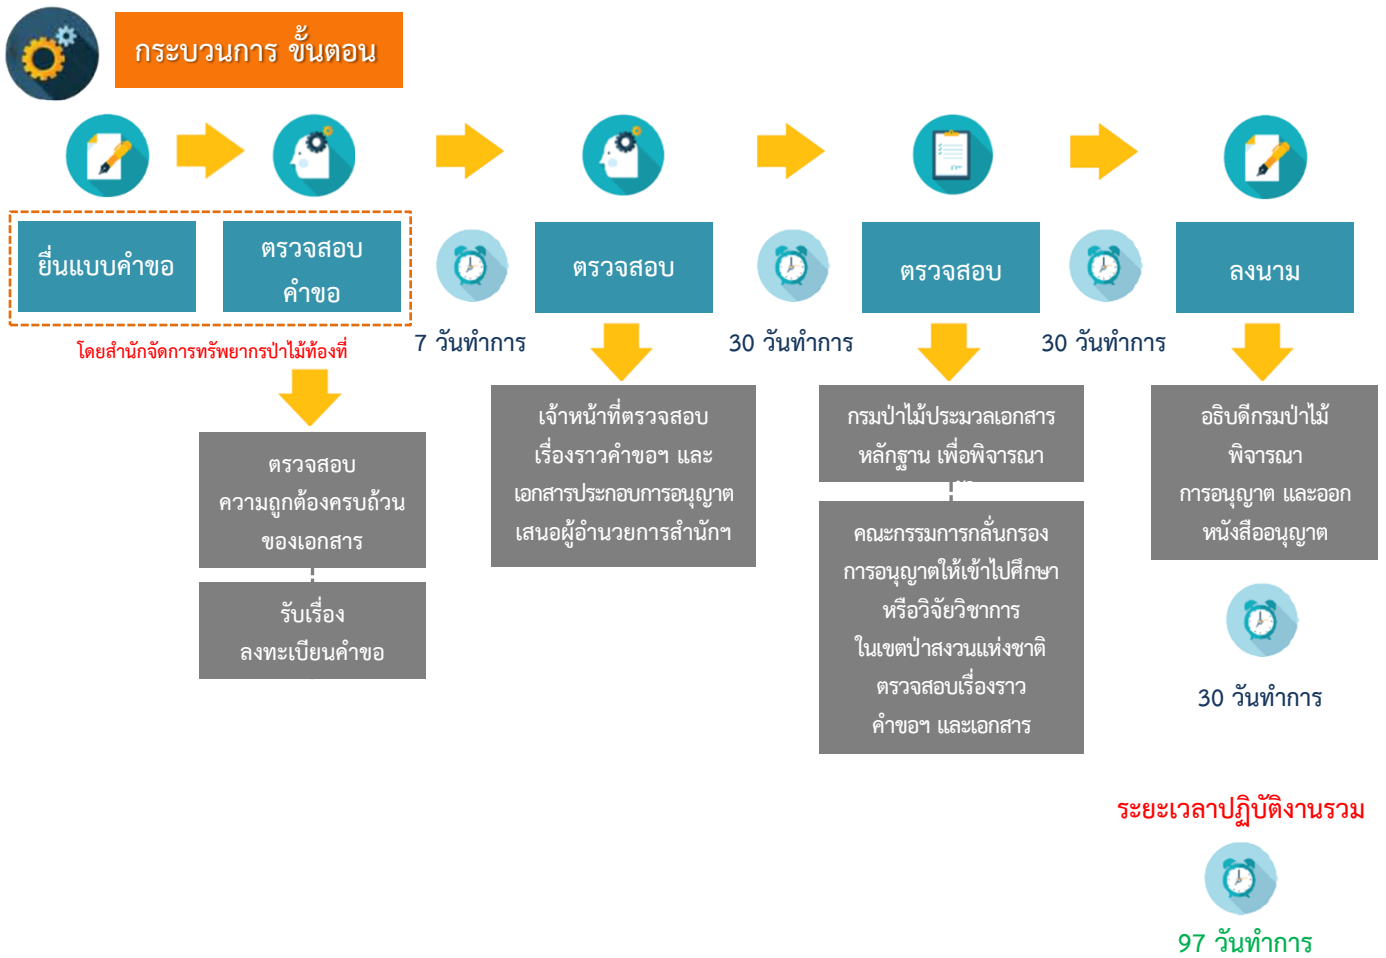 กระบวนการ ขั้นตอน
ยื่นแบบคำขอ
ตรวจสอบ
คำขอ
โดยสำนักจัดการทรัพยากรป่าไม้ท้องที่
7 วันทำการ
ตรวจสอบ
30 วันทำการ
ตรวจสอบ
30 วันทำการ
ลงนาม
ตรวจสอบ
ความถูกต้องครบถ้วน
ของเอกสาร
รับเรื่อง
ลงทะเบียนคำขอ
เจ้าหน้าที่ตรวจสอบ
เรื่องราวคำขอฯ และ
เอกสารประกอบการอนุญาต
เสนอผู้อำนวยการสำนักฯ
กรมป่าไม้ประมวลเอกสาร
หลักฐาน เพื่อพิจารณา
คณะกรรมการกลั่นกรอง
การอนุญาตให้เข้าไปศึกษา
หรือวิจัยวิชาการ
ในเขตป่าสงวนแห่งชาติ
ตรวจสอบเรื่องราว
คำขอฯ และเอกสาร
อธิบดีกรมป่าไม้
พิจารณา
การอนุญาต และออก
หนังสืออนุญาต
30 วันทำการ
ระยะเวลาปฏิบัติงานรวม
97 วันทำการ